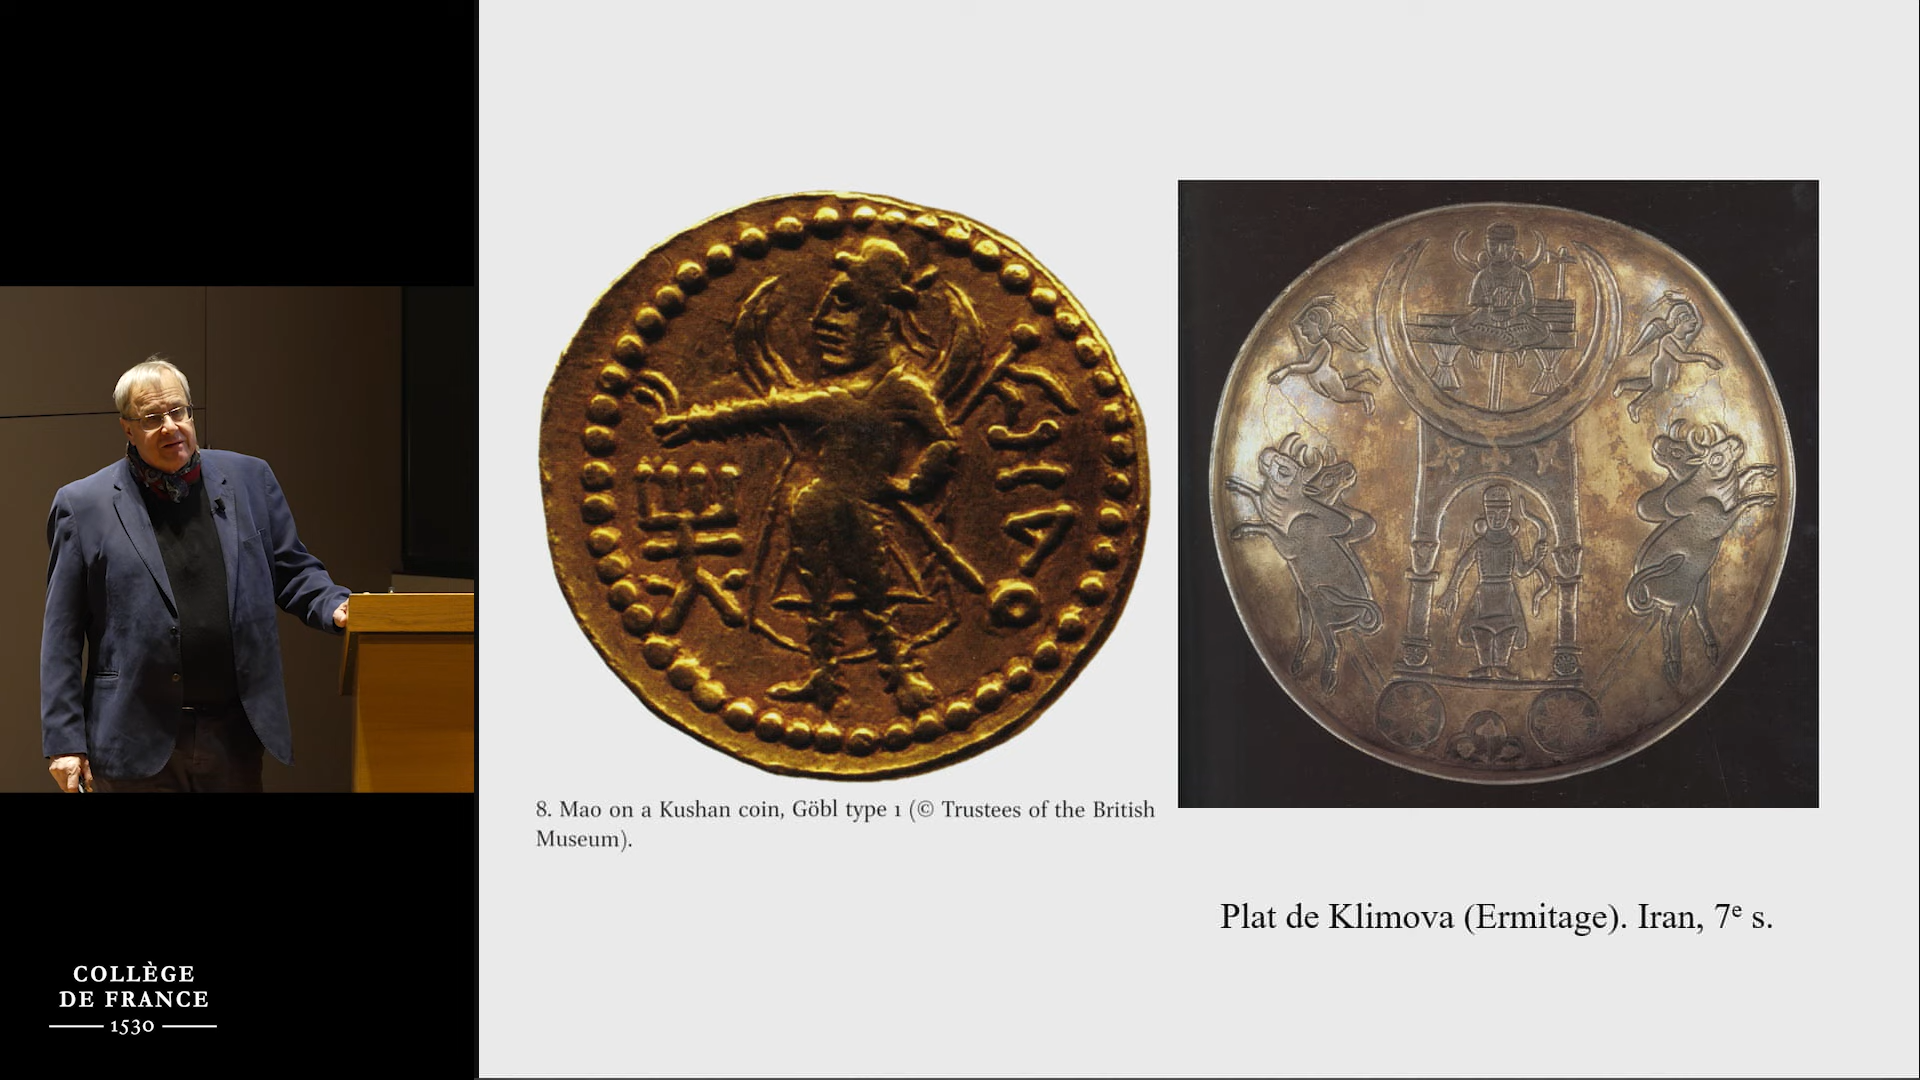 8. Mao on a Kushan coin, Göbl type 1 (© Trustees of the British
Museum).
Plat de Klimova (Ermitage). Iran, 7ᵉ s.
COLLÈGE
DE FRANCE
1530